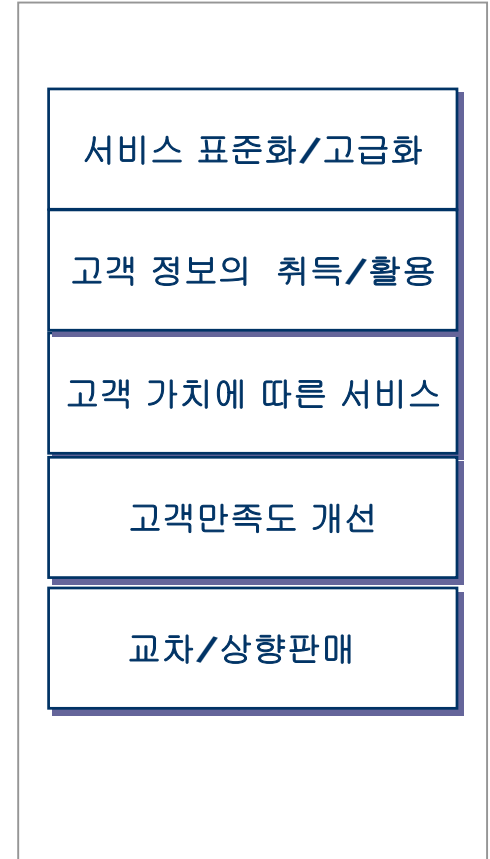 서비스 표준화/고급화
고객 정보의 취득/활용
고객 가치에 따른 서비스
고객만족도 개선
교차/상향판매